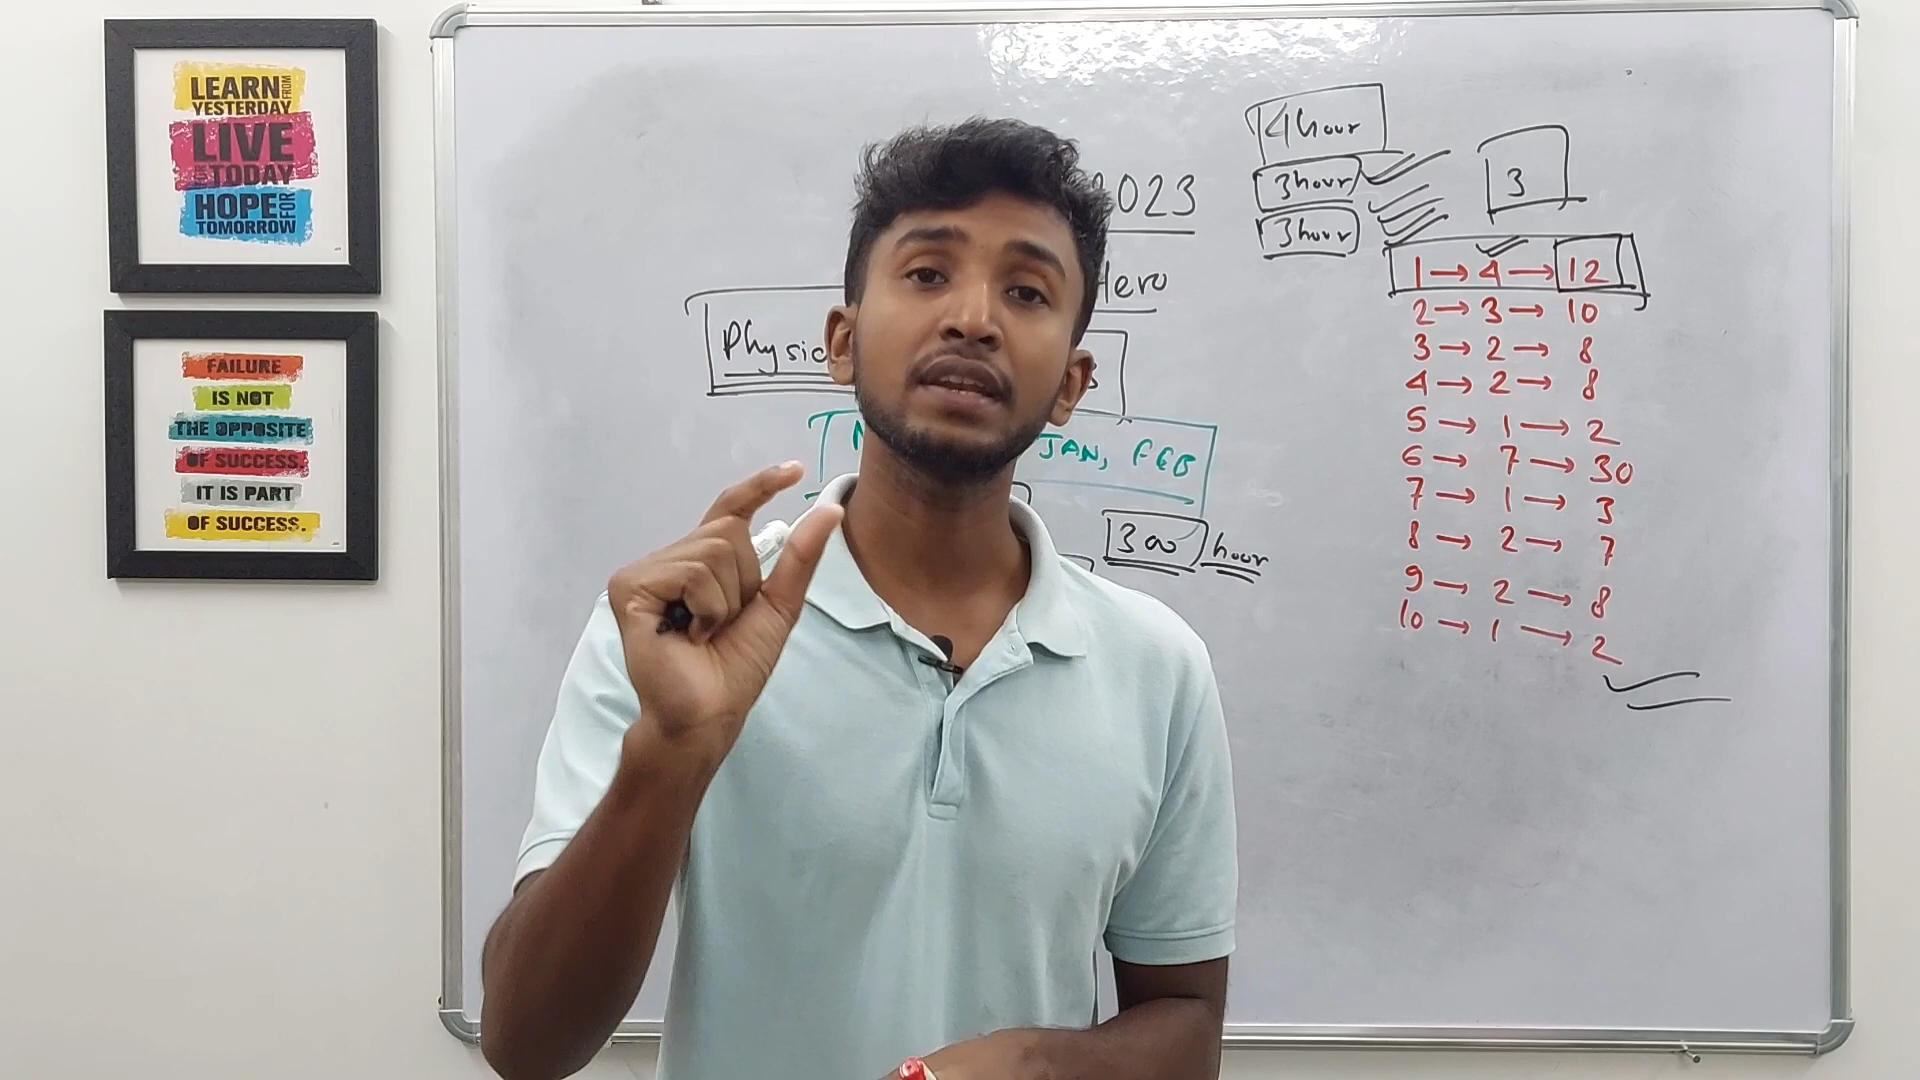 LEARN FROM
YESTERDAY
LIVE
FOR TODAY
HOPE FOR
TOMORROW
FAILURE
IS NOT
THE OPPOSITE
OF SUCCESS.
IT IS PART
OF SUCCESS.
2023
Hero
Physic
JAN, FEB
300 hour
14 hour
3 hour
3 hour
3
1 → 4 → 12
2 → 3 → 10
3 → 2 → 8
4 → 2 → 8
5 → 1 → 2
6 → 7 → 30
7 → 1 → 3
8 → 2 → 7
9 → 2 → 8
10 → 1 → 2